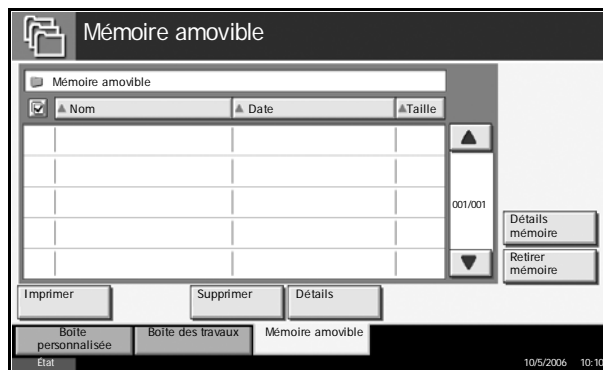 Mémoire amovible
Mémoire amovible
Nom
Date
Taille
001/001
Détails
mémoire
Retirer
mémoire
Imprimer
Supprimer
Détails
Boîte
personnalisée
Boîte des travaux
Mémoire amovible
État
10/5/2006 10:10